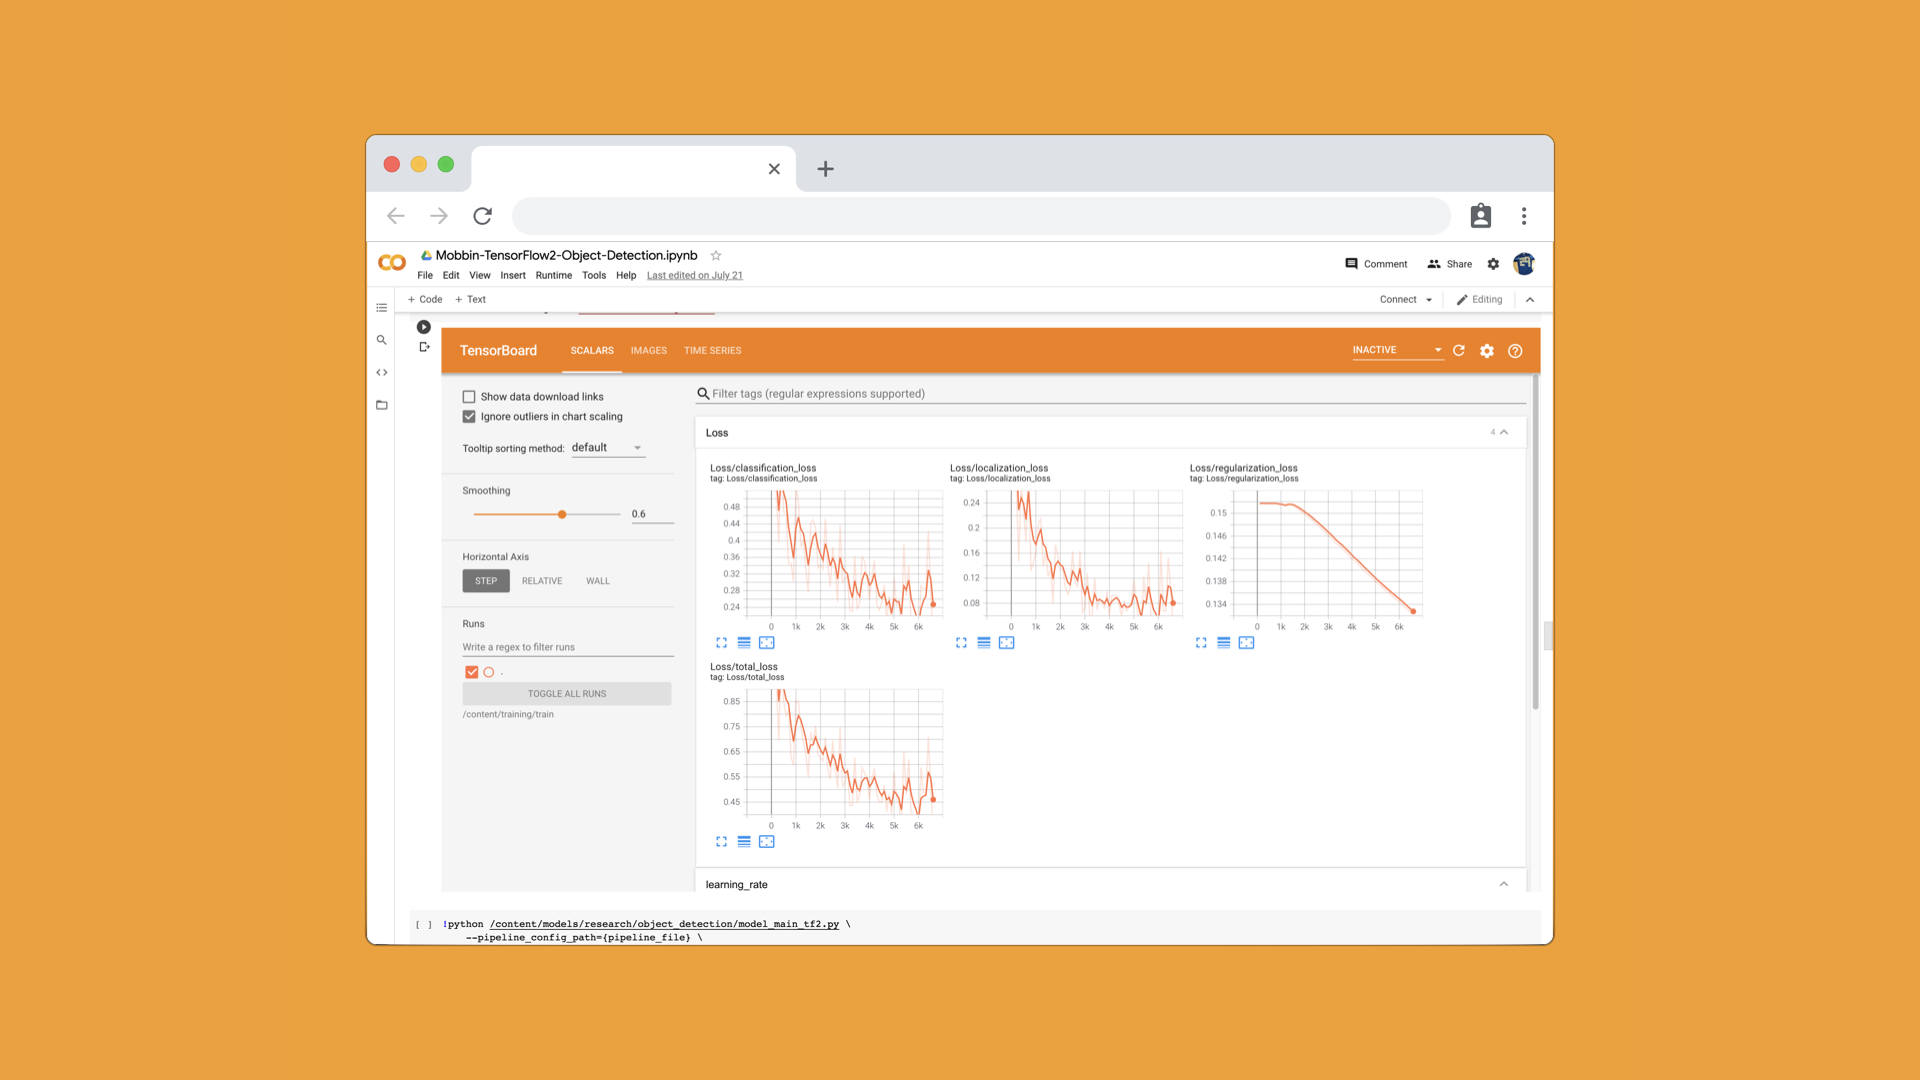 Mobbin-TensorFlow2-Object-Detection.ipynb
File Edit View Insert Runtime Tools Help Last edited on July 21
Comment Share
+ Code + Text
Connect Editing
TensorBoard SCALARS IMAGES TIME SERIES INACTIVE
Show data download links
Ignore outliers in chart scaling
Tooltip sorting method: default
Smoothing
0.6
Horizontal Axis
STEP RELATIVE WALL
Runs
Write a regex to filter runs
.
TOGGLE ALL RUNS
/content/training/train
Filter tags (regular expressions supported)
Loss 4
Loss/classification_loss
tag: Loss/classification_loss
0.48
0.44
0.4
0.36
0.32
0.28
0.24
0 1k 2k 3k 4k 5k 6k
Loss/localization_loss
tag: Loss/localization_loss
0.24
0.2
0.16
0.12
0.08
0 1k 2k 3k 4k 5k 6k
Loss/regularization_loss
tag: Loss/regularization_loss
0.15
0.146
0.142
0.138
0.134
0 1k 2k 3k 4k 5k 6k
Loss/total_loss
tag: Loss/total_loss
0.85
0.75
0.65
0.55
0.45
0 1k 2k 3k 4k 5k 6k
learning_rate
[ ] !python /content/models/research/object_detection/model_main_tf2.py \
--pipeline_config_path={pipeline_file} \